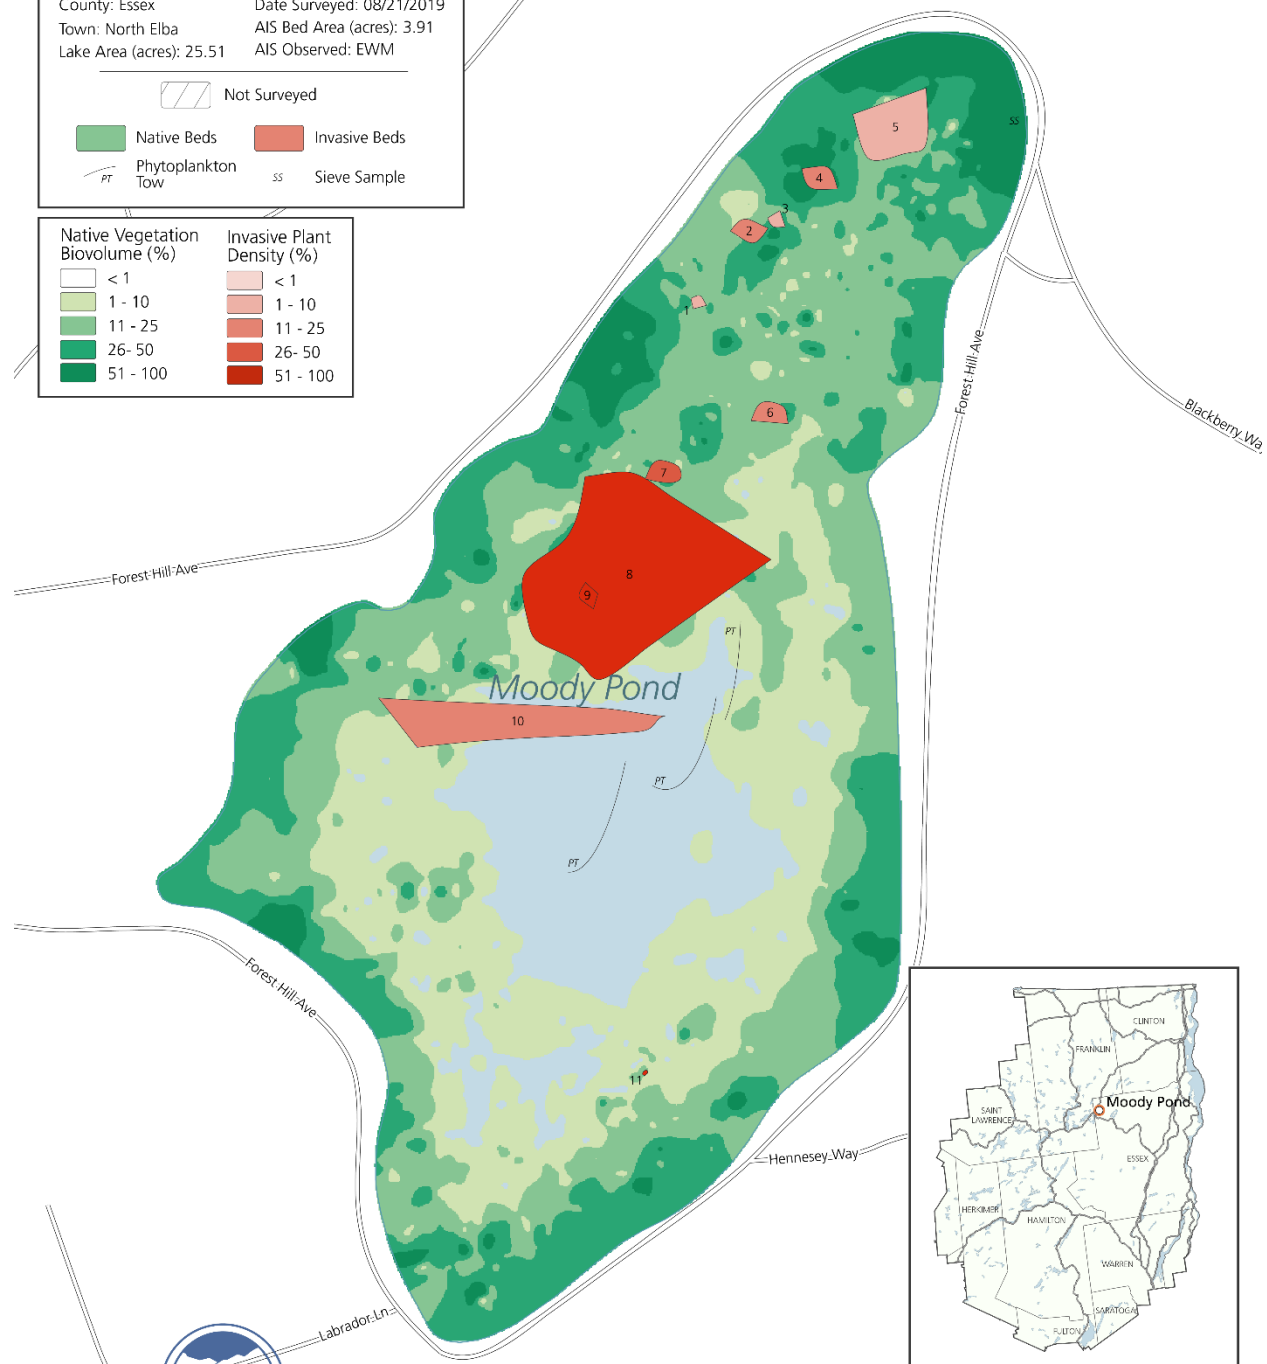 County: Essex
Date Surveyed: 08/21/2019
Town: North Elba
AIS Bed Area (acres): 3.91
Lake Area (acres): 25.51
AIS Observed: EWM
Not Surveyed
Native Beds
Invasive Beds
PT
Phytoplankton
Tow
SS
Sieve Sample
Native Vegetation
Biovolume (%)
< 1
1 - 10
11 - 25
26- 50
51 - 100
Invasive Plant
Density (%)
< 1
1 - 10
11 - 25
26- 50
51 - 100
SS
5
4
3
2
1
6
7
8
9
10
11
PT
PT
PT
Moody Pond
Forest Hill Ave
Forest Hill Ave
Forest Hill Ave
Blackberry Way
Hennesey Way
Labrador Ln
CLINTON
FRANKLIN
Moody Pond
SAINT
LAWRENCE
ESSEX
HERKIMER
HAMILTON
WARREN
SARATOGA
FULTON